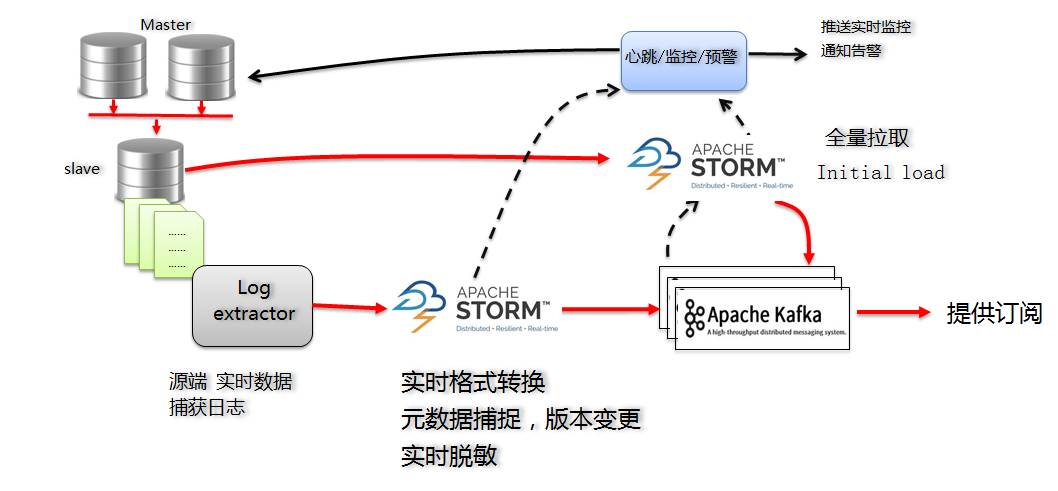 Master
心跳/监控/预警
推送实时监控
通知告警
slave
APACHE
STORM™
Distributed • Resilient • Real-time
全量拉取
Initial load
......
......
......
Log
extractor
APACHE
STORM™
Distributed • Resilient • Real-time
Apache Kafka
A high-throughput distributed messaging system.
提供订阅
源端 实时数据
捕获日志
实时格式转换
元数据捕捉，版本变更
实时脱敏